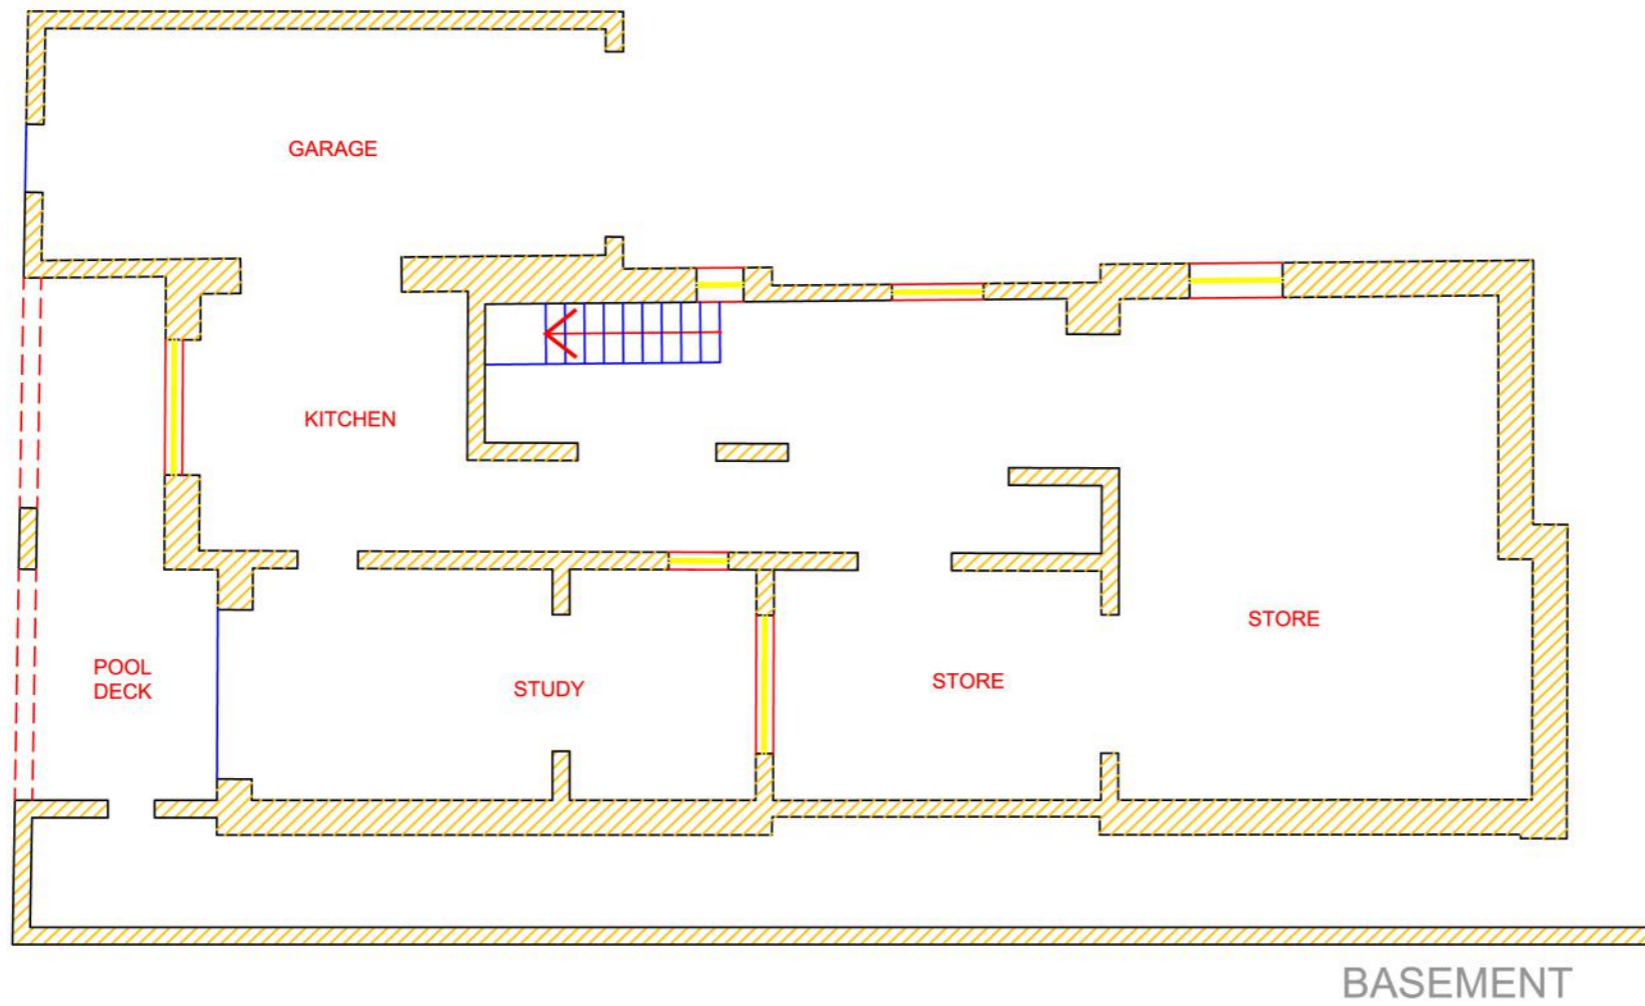 GARAGE
KITCHEN
STORE
POOL
DECK
STUDY
STORE
BASEMENT